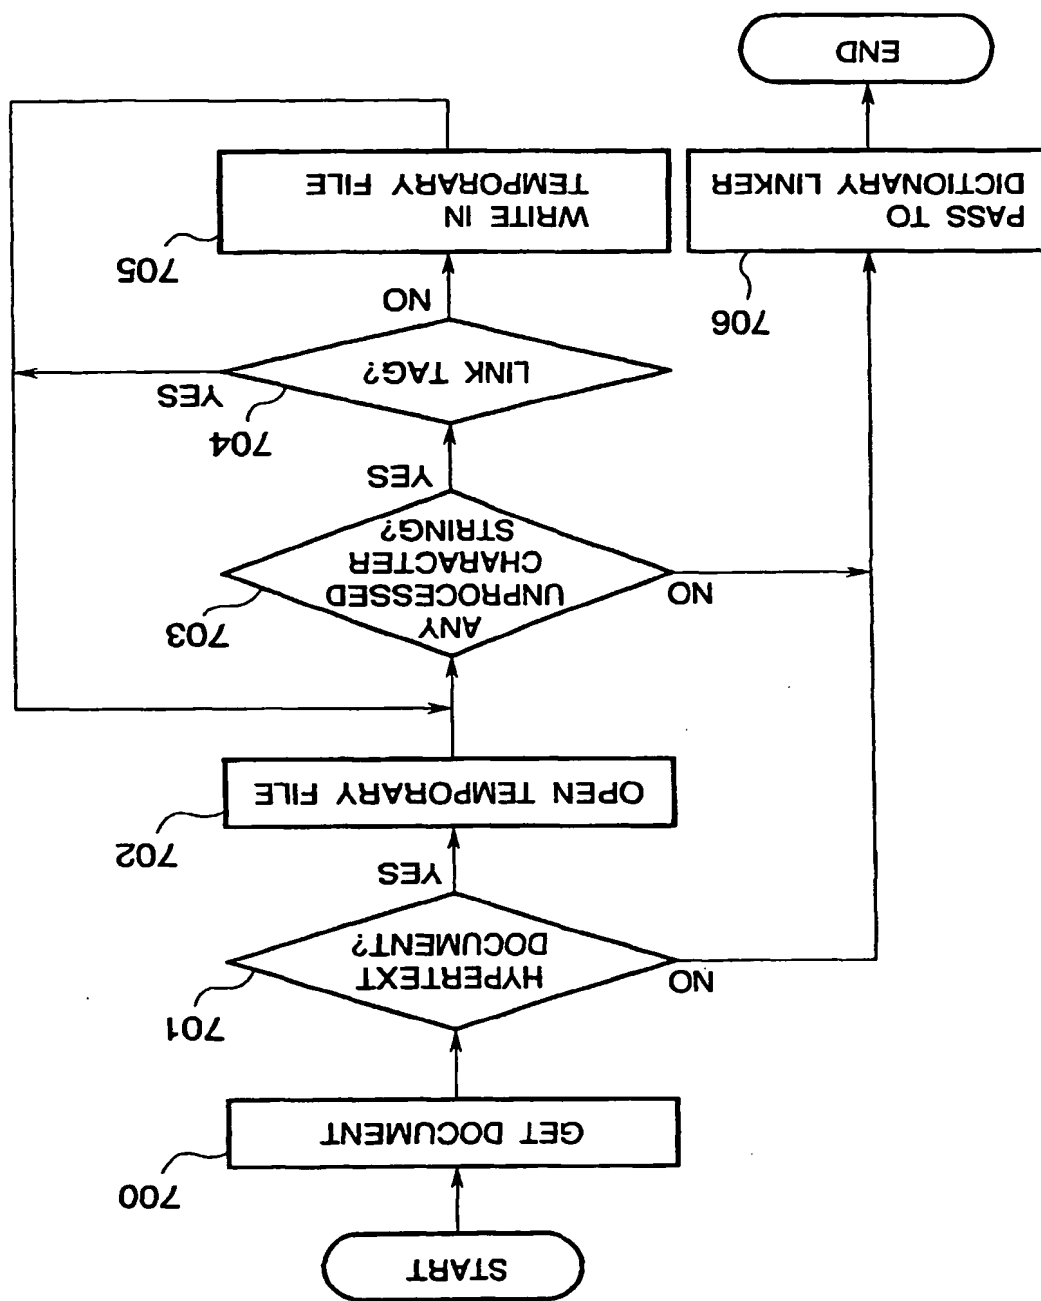 START
GET DOCUMENT
700
HYPERTEXT
DOCUMENT?
701
NO
YES
OPEN TEMPORARY FILE
702
ANY
UNPROCESSED
CHARACTER
STRING?
703
NO
YES
LINK TAG?
704
YES
NO
WRITE IN
TEMPORARY FILE
705
706
PASS TO
DICTIONARY LINKER
END